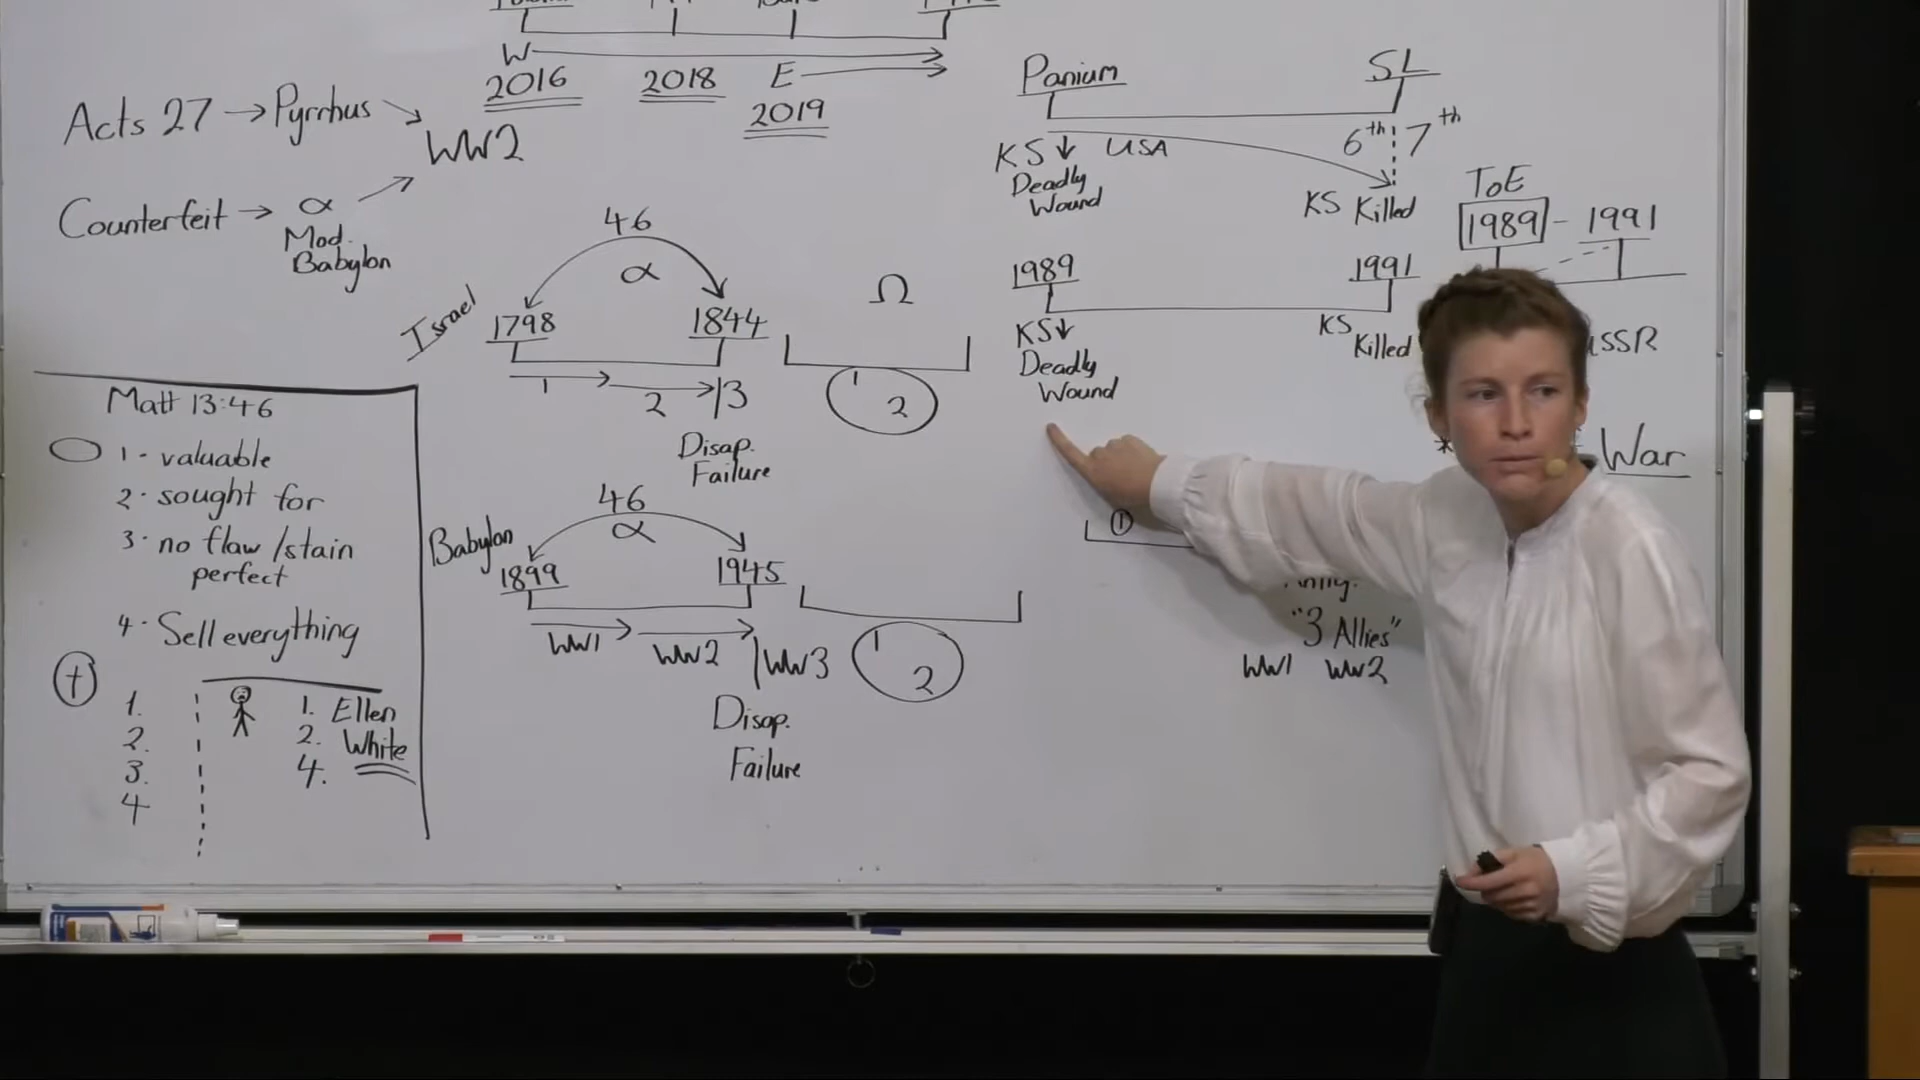 W
2016
2018
E
2019
Acts 27 → Pyrrhus
WW2
Counterfeit → α
Mod.
Babylon
Panium
SL
6th 7th
KS↓ USA
Deadly
Wound
KS Killed
ToE
1989 - 1991
1989
1991
KS↓
Deadly
Wound
KS
Killed
War
46
α
Israel
1798
1844
Ω
1
2
3
1
2
Disap.
Failure
46
α
Babylon
1899
1945
WW1
WW2
WW3
1
2
Disap.
Failure
1
"3 Allies"
WW1 WW2
Matt 13:46
1 - valuable
2 - sought for
3 - no flaw/stain
perfect
4 - Sell everything
†
1.
2.
3.
4
1. Ellen
2. White
4.